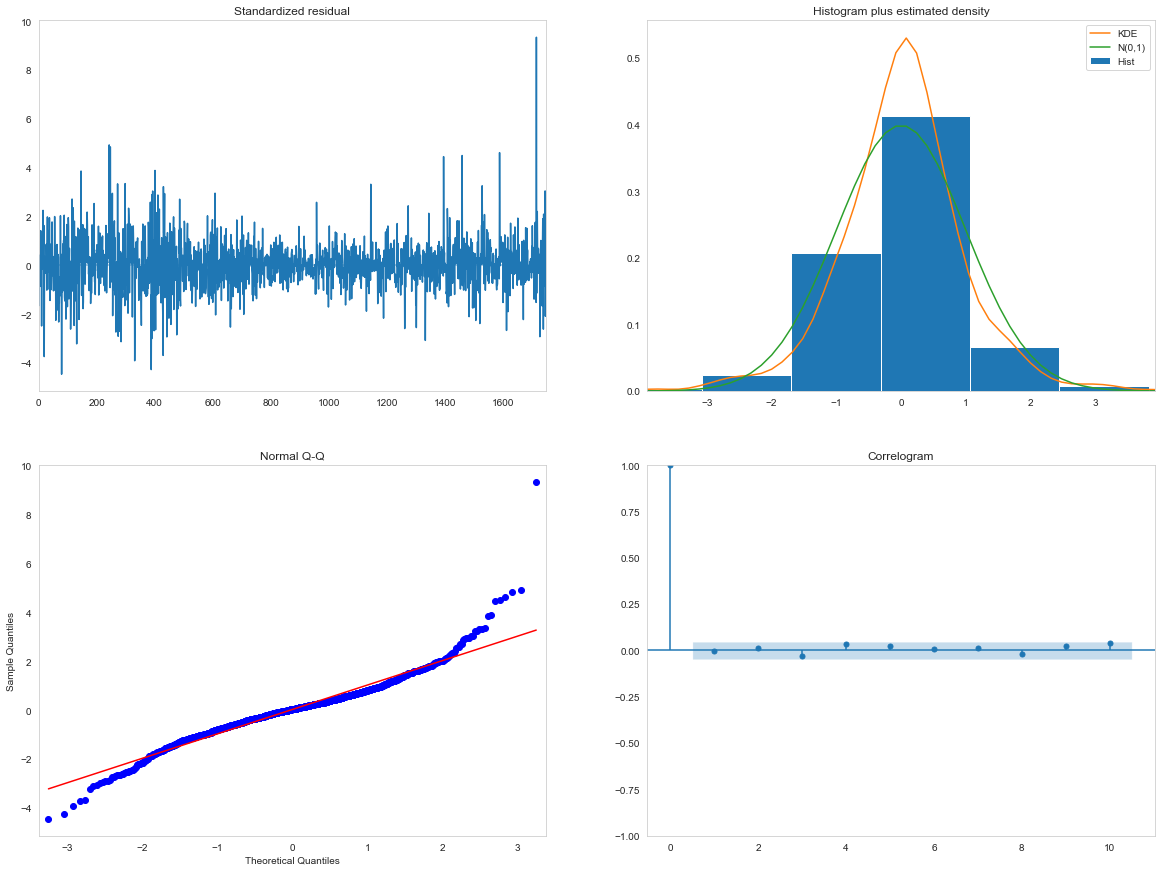 Standardized residual
10
8
6
4
2
0
−2
−4
0 200 400 600 800 1000 1200 1400 1600
Histogram plus estimated density
KDE
N(0,1)
Hist
0.5
0.4
0.3
0.2
0.1
0.0
−3 −2 −1 0 1 2 3
Normal Q-Q
Sample Quantiles
10
8
6
4
2
0
−2
−4
−3 −2 −1 0 1 2 3
Theoretical Quantiles
Correlogram
1.00
0.75
0.50
0.25
0.00
−0.25
−0.50
−0.75
−1.00
0 2 4 6 8 10